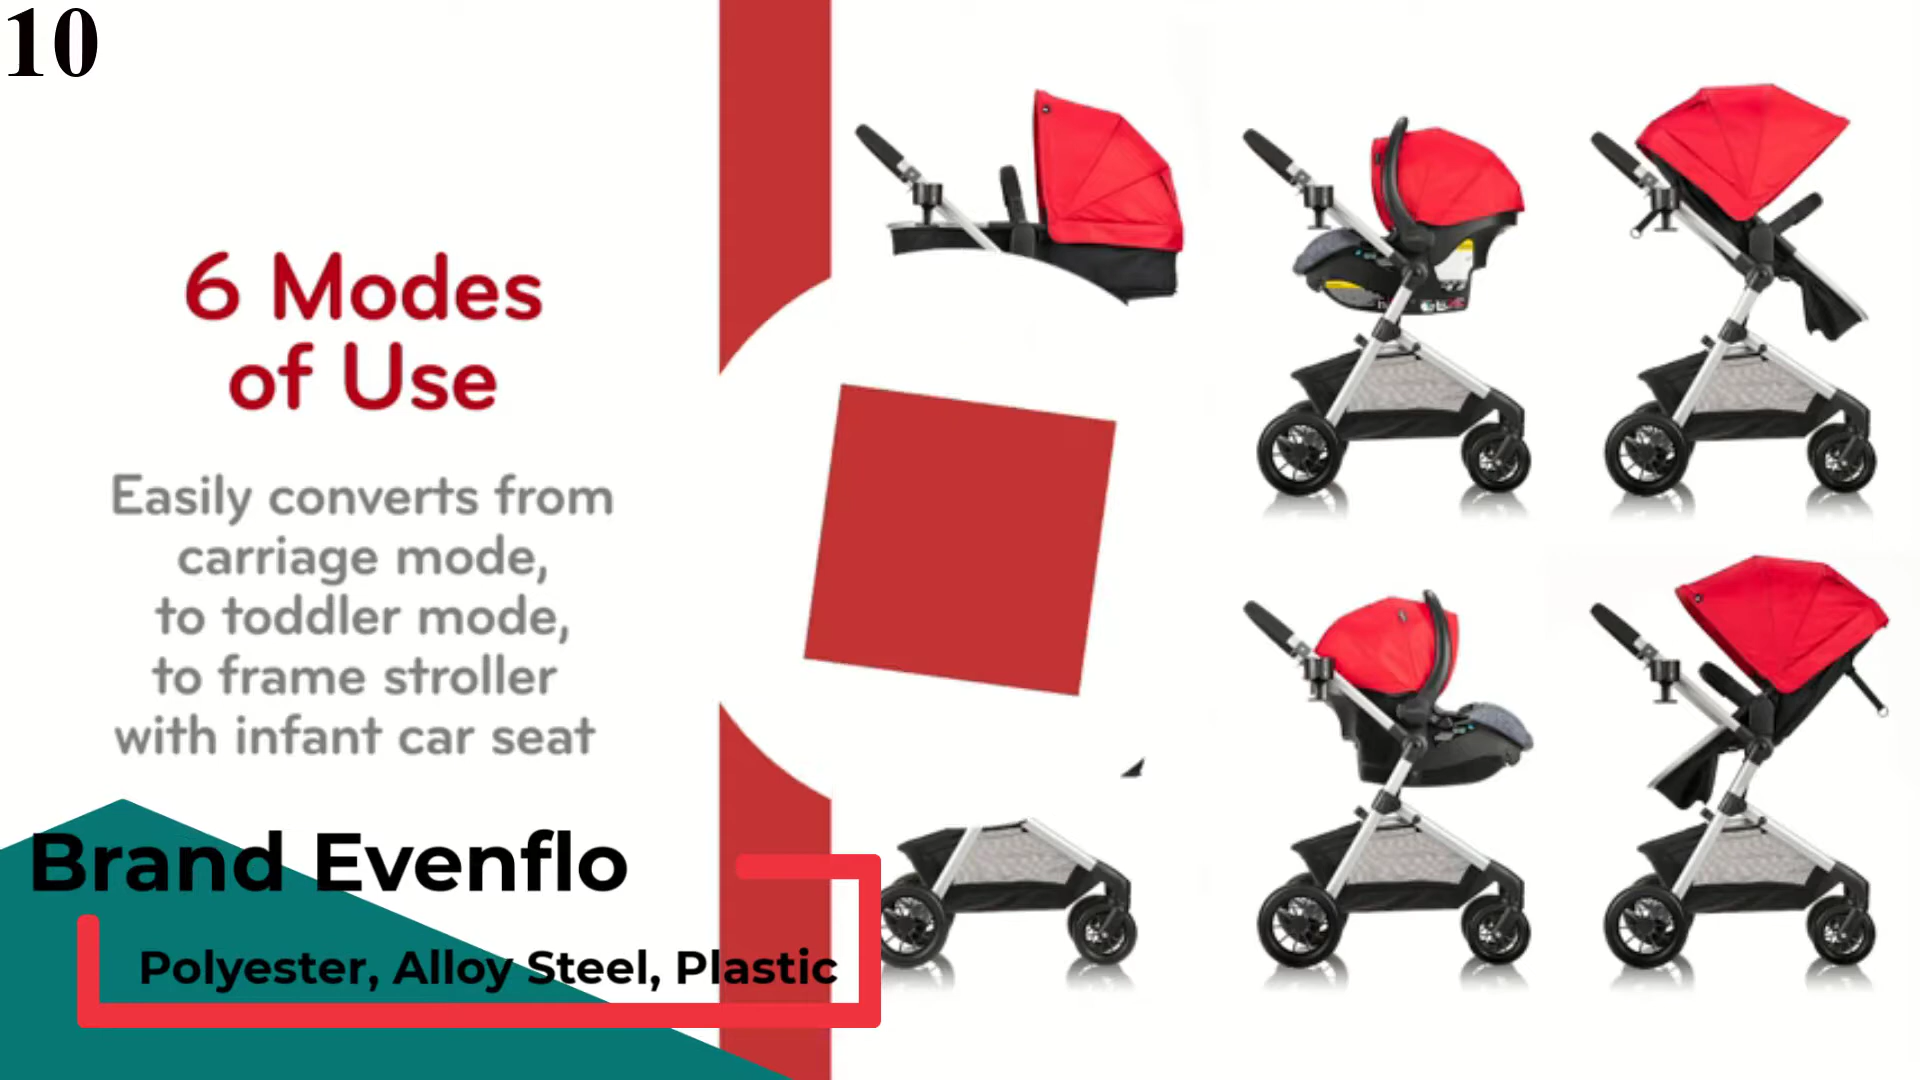 10
6 Modes
of Use
Easily converts from
carriage mode,
to toddler mode,
to frame stroller
with infant car seat
Brand Evenflo
Polyester, Alloy Steel, Plastic